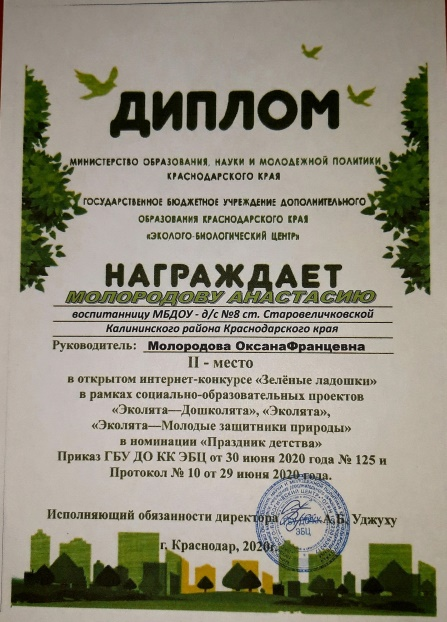 ДИПЛОМ
МИНИСТЕРСТВО ОБРАЗОВАНИЯ, НАУКИ И МОЛОДЕЖНОЙ ПОЛИТИКИ
КРАСНОДАРСКОГО КРАЯ
ГОСУДАРСТВЕННОЕ БЮДЖЕТНОЕ УЧРЕЖДЕНИЕ ДОПОЛНИТЕЛЬНОГО
ОБРАЗОВАНИЯ КРАСНОДАРСКОГО КРАЯ
«ЭКОЛОГО-БИОЛОГИЧЕСКИЙ ЦЕНТР»
НАГРАЖДАЕТ
МОЛОРОДОВУ АНАСТАСИЮ
воспитанницу МБДОУ - д/с №8 ст. Старовеличковской
Калининского района Краснодарского края
Руководитель: Молородова ОксанаФранцевна
II - место
в открытом интернет-конкурсе «Зелёные ладошки»
в рамках социально-образовательных проектов
«Эколята—Дошколята», «Эколята»,
«Эколята—Молодые защитники природы»
в номинации «Праздник детства»
Приказ ГБУ ДО КК ЭБЦ от 30 июня 2020 года № 125 и
Протокол № 10 от 29 июня 2020 года.
Исполняющий обязанности директора А.Б. Уджуху
ЭБЦ
г. Краснодар, 2020г.